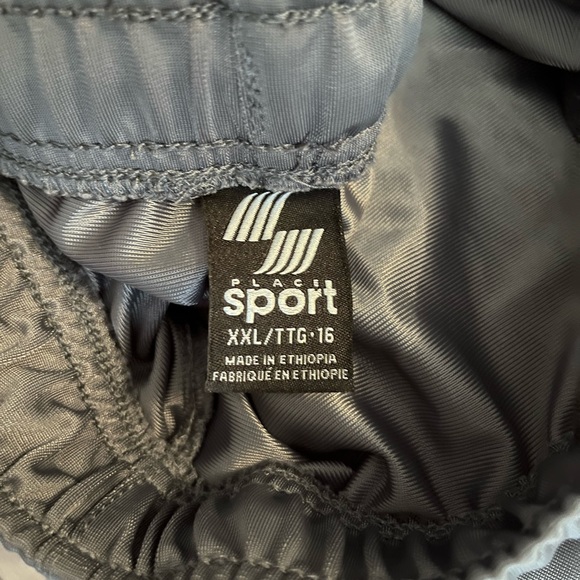 PLACE
sport
XXL/TTG·16
MADE IN ETHIOPIA
FABRIQUÉ EN ETHIOPIE